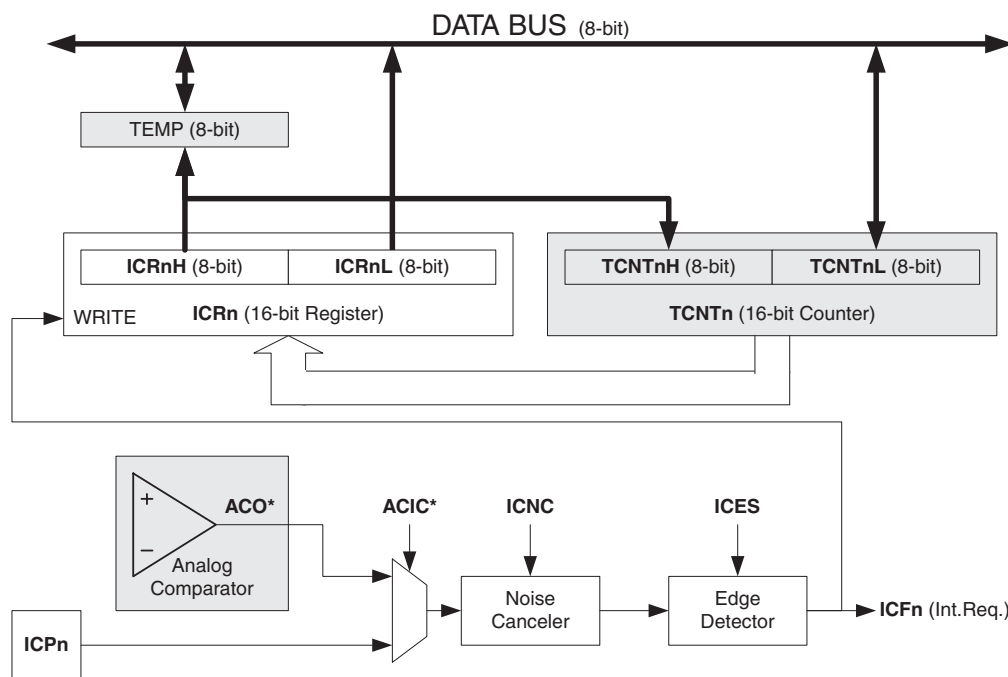 DATA BUS (8-bit)
TEMP (8-bit)
ICRnH (8-bit) ICRnL (8-bit) TCNTnH (8-bit) TCNTnL (8-bit)
WRITE ICRn (16-bit Register) TCNTn (16-bit Counter)
+ ACO* ACIC* ICNC ICES
−
Analog
Comparator
Noise
Canceler
Edge
Detector
ICFn (Int.Req.)
ICPn